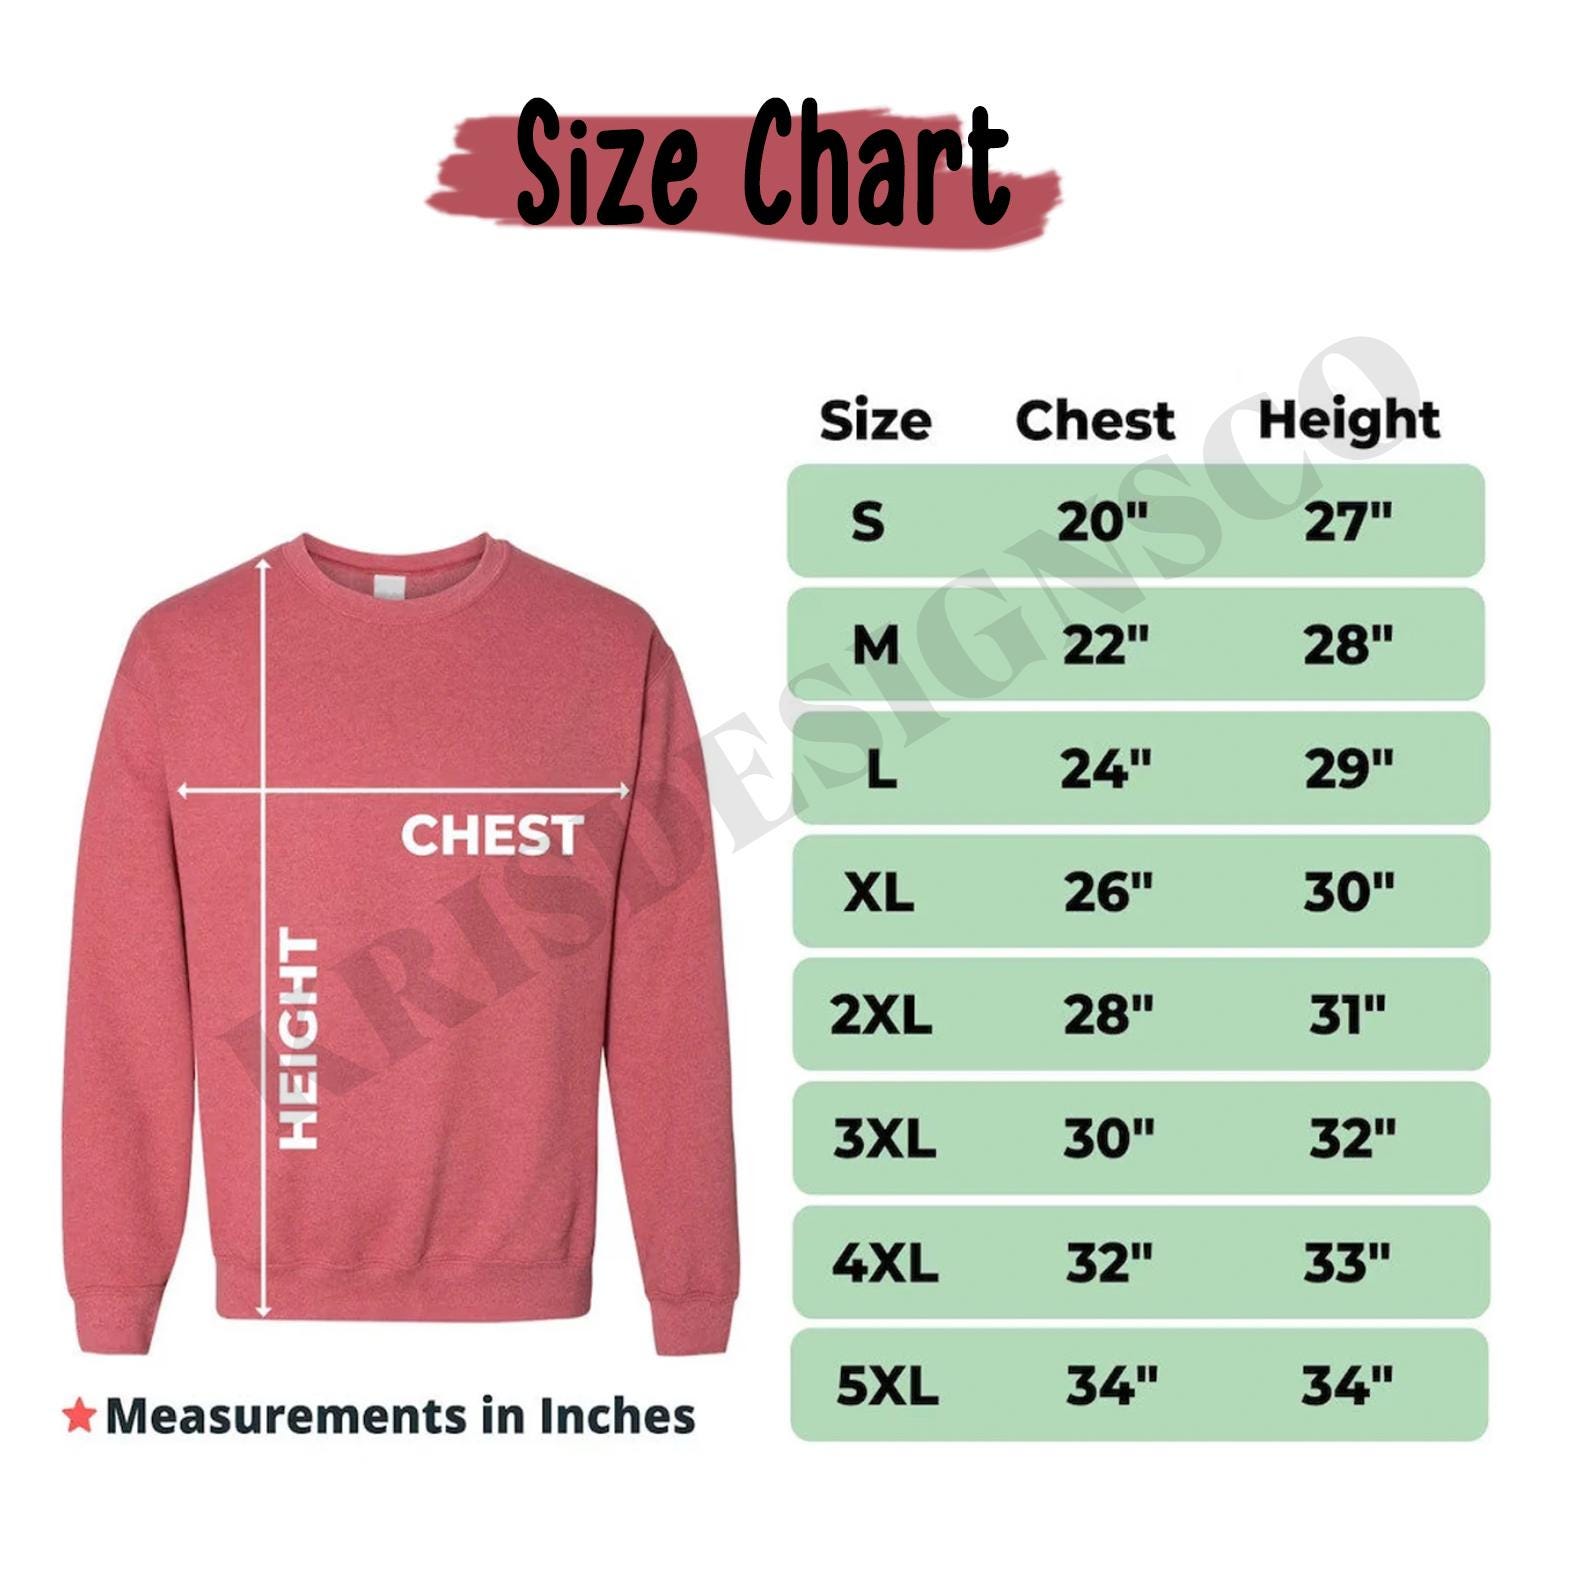 Size Chart
Size Chest Height
S 20" 27"
M 22" 28"
L 24" 29"
XL 26" 30"
2XL 28" 31"
3XL 30" 32"
4XL 32" 33"
5XL 34" 34"
CHEST
HEIGHT
Measurements in Inches
KRISDESIGNSCO